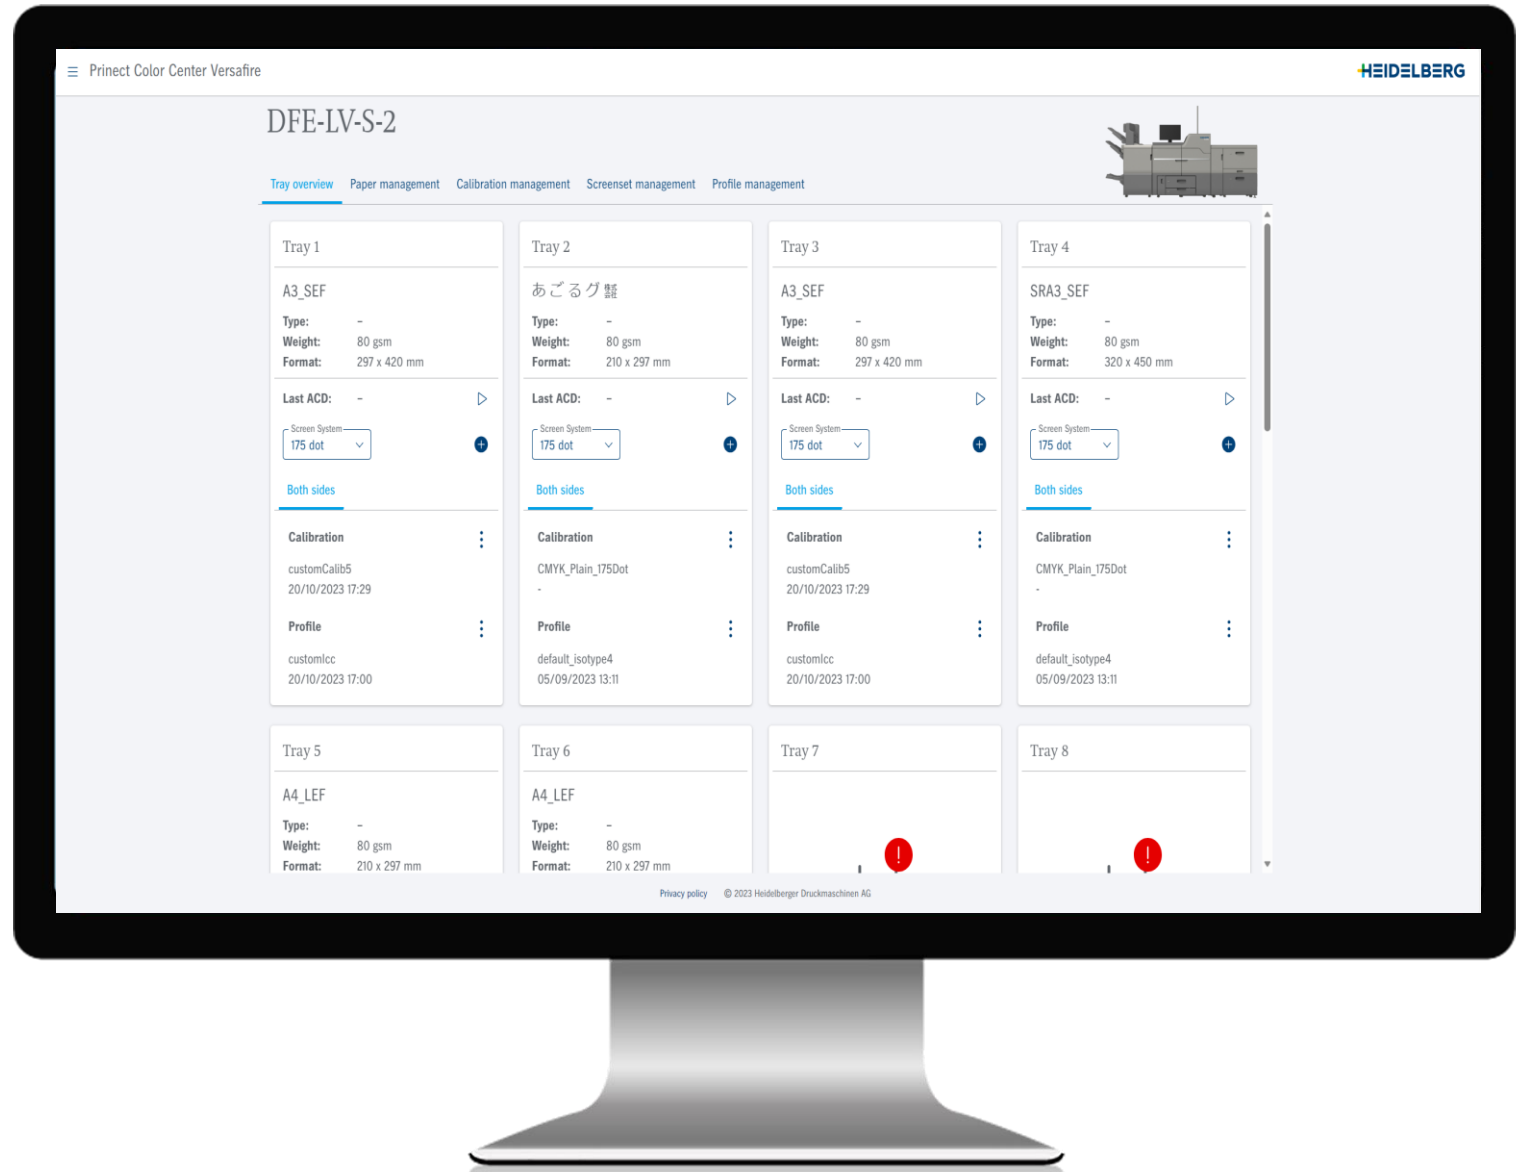 Prinect Color Center Versafire
HEIDELBERG
DFE-LV-S-2
Tray overview Paper management Calibration management Screenset management Profile management
Tray 1
A3_SEF
Type: –
Weight: 80 gsm
Format: 297 x 420 mm
Last ACD: –
Screen System
175 dot
Both sides
Calibration
customCalib5
20/10/2023 17:29
Profile
customIcc
20/10/2023 17:00
Tray 2
あごるグ
Type: –
Weight: 80 gsm
Format: 210 x 297 mm
Last ACD: –
Screen System
175 dot
Both sides
Calibration
CMYK_Plain_175Dot
-
Profile
default_isotype4
05/09/2023 13:11
Tray 3
A3_SEF
Type: –
Weight: 80 gsm
Format: 297 x 420 mm
Last ACD: –
Screen System
175 dot
Both sides
Calibration
customCalib5
20/10/2023 17:29
Profile
customIcc
20/10/2023 17:00
Tray 4
SRA3_SEF
Type: –
Weight: 80 gsm
Format: 320 x 450 mm
Last ACD: –
Screen System
175 dot
Both sides
Calibration
CMYK_Plain_175Dot
-
Profile
default_isotype4
05/09/2023 13:11
Tray 5
A4_LEF
Type: –
Weight: 80 gsm
Format: 210 x 297 mm
Tray 6
A4_LEF
Type: –
Weight: 80 gsm
Format: 210 x 297 mm
Tray 7
!
Tray 8
!
Privacy policy © 2023 Heidelberger Druckmaschinen AG